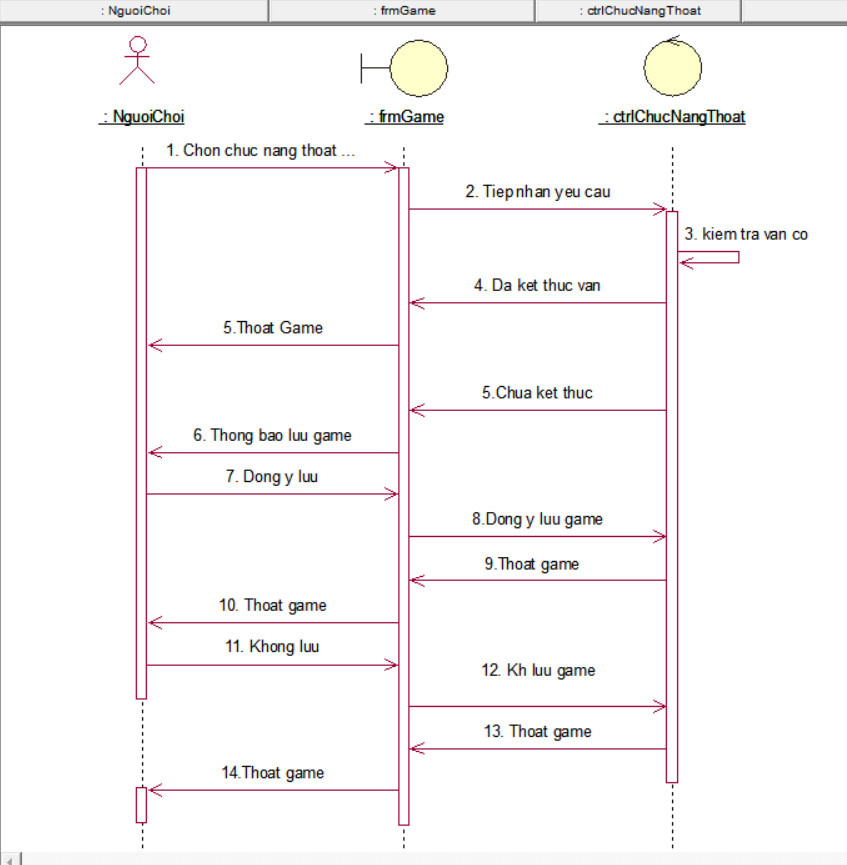 : NguoiChoi
: frmGame
: ctrlChucNangThoat
: NguoiChoi
: frmGame
: ctrlChucNangThoat
1. Chon chuc nang thoat ...
2. Tiep nhan yeu cau
3. kiem tra van co
4. Da ket thuc van
5.Thoat Game
5.Chua ket thuc
6. Thong bao luu game
7. Dong y luu
8.Dong y luu game
9.Thoat game
10. Thoat game
11. Khong luu
12. Kh luu game
13. Thoat game
14.Thoat game